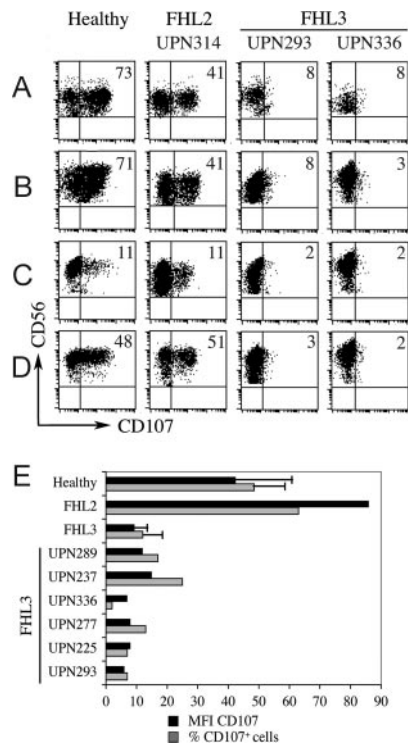 Healthy FHL2 FHL3
UPN314 UPN293 UPN336
A 73 41 8 8
B 71 41 8 3
C 11 11 2 2
D 48 51 3 2
CD56
CD107
E
Healthy
FHL2
FHL3
UPN289
UPN237
UPN336
UPN277
UPN225
UPN293
FHL3
0 10 20 30 40 50 60 70 80 90
MFI CD107
% CD107⁺ cells